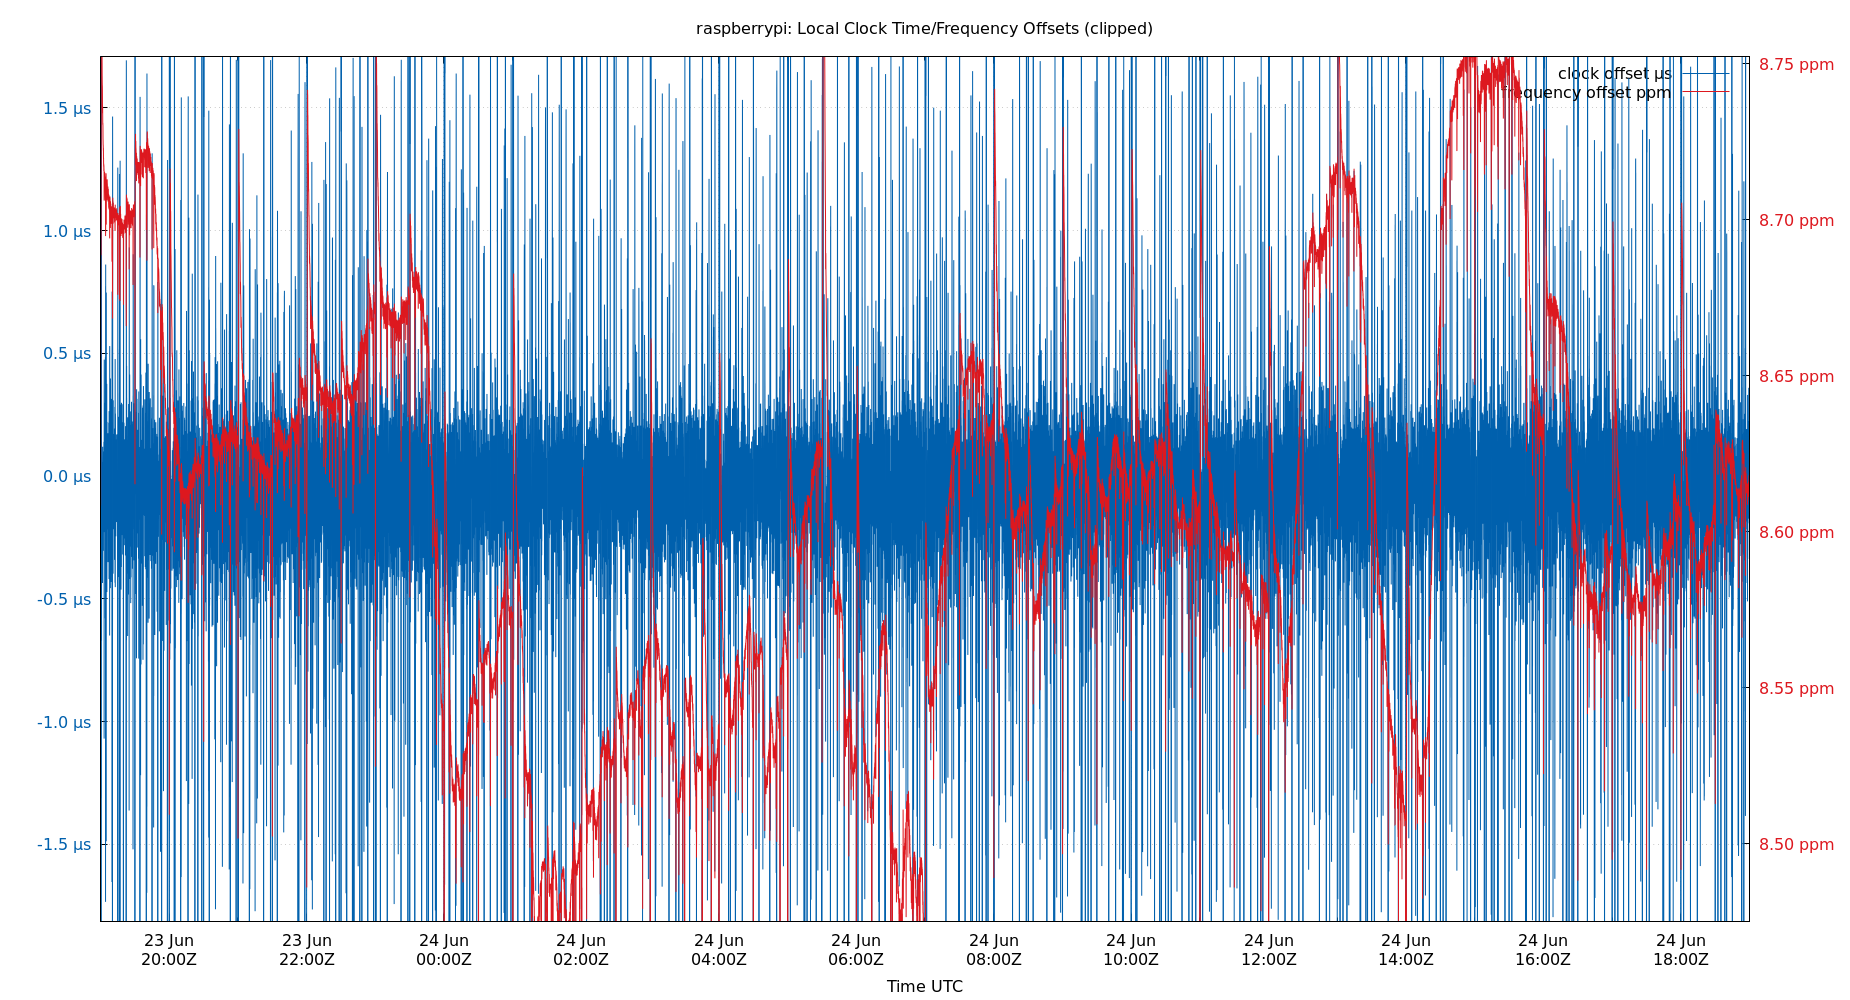 raspberrypi: Local Clock Time/Frequency Offsets (clipped)
clock offset µs
frequency offset ppm
1.5 µs
1.0 µs
0.5 µs
0.0 µs
-0.5 µs
-1.0 µs
-1.5 µs
8.75 ppm
8.70 ppm
8.65 ppm
8.60 ppm
8.55 ppm
8.50 ppm
23 Jun 23 Jun 24 Jun 24 Jun 24 Jun 24 Jun 24 Jun 24 Jun 24 Jun 24 Jun 24 Jun 24 Jun
20:00Z 22:00Z 00:00Z 02:00Z 04:00Z 06:00Z 08:00Z 10:00Z 12:00Z 14:00Z 16:00Z 18:00Z
Time UTC